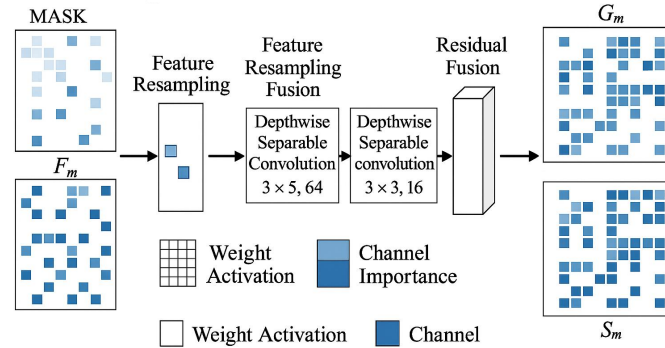 MASK
F_m
Feature
Resampling
Feature
Resampling
Fusion
Depthwise
Separable
Convolution
3 × 5, 64
Depthwise
Separable
convolution
3 × 3, 16
Residual
Fusion
G_m
S_m
Weight
Activation
Channel
Importance
Weight Activation
Channel